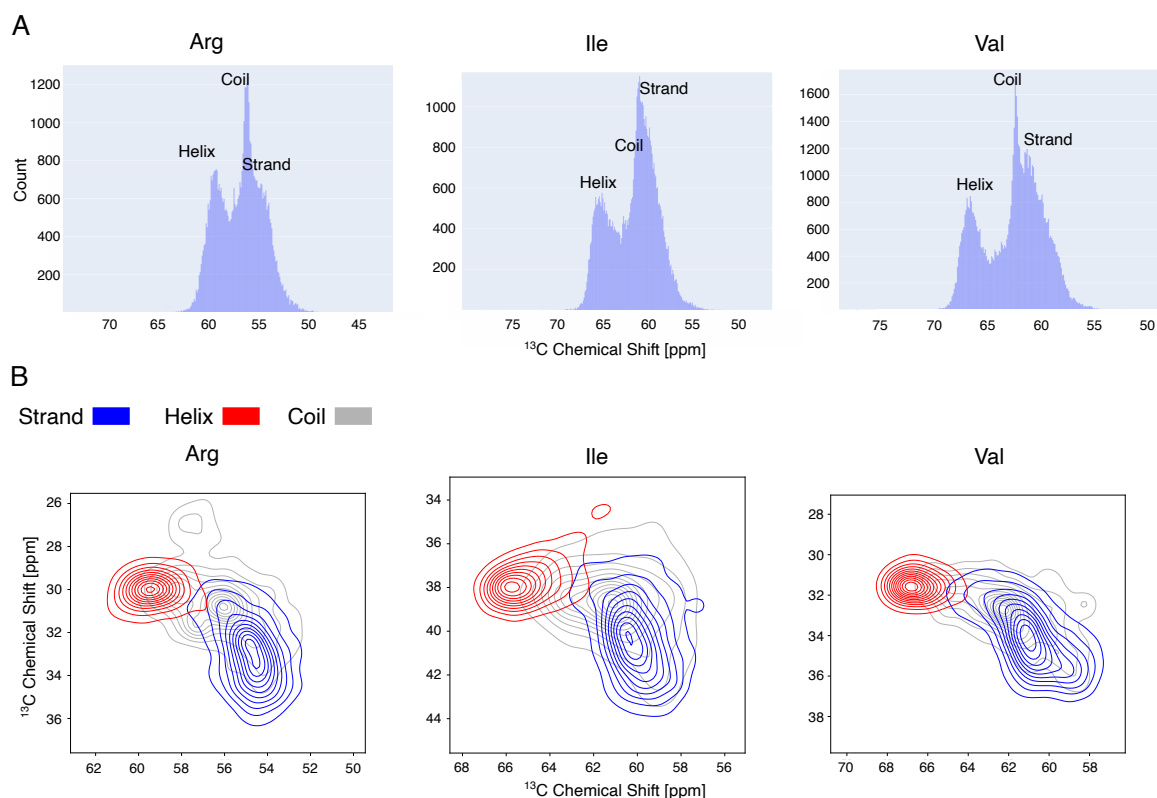 A
Arg
Ile
Val
Coil
Helix
Strand
1200
1000
800
600
400
200
Count
70 65 60 55 50 45
Strand
Coil
Helix
1000
800
600
400
200
75 70 65 60 55 50
Coil
Strand
Helix
1600
1400
1200
1000
800
600
400
200
75 70 65 60 55 50
¹³C Chemical Shift [ppm]
B
Strand Helix Coil
Arg
Ile
Val
26
28
30
32
34
36
¹³C Chemical Shift [ppm]
62 60 58 56 54 52 50
34
36
38
40
42
44
68 66 64 62 60 58 56
28
30
32
34
36
38
70 68 66 64 62 60 58
¹³C Chemical Shift [ppm]